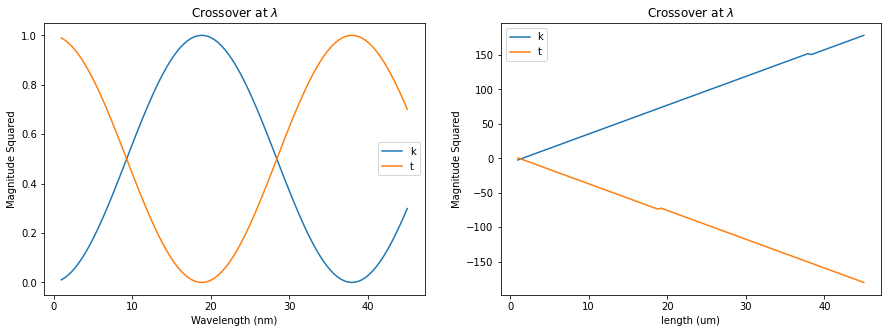 Crossover at λ
Magnitude Squared
1.0
0.8
0.6
0.4
0.2
0.0
k
t
0
10
20
30
40
Wavelength (nm)
Crossover at λ
Magnitude Squared
150
100
50
0
−50
−100
−150
k
t
0
10
20
30
40
length (um)